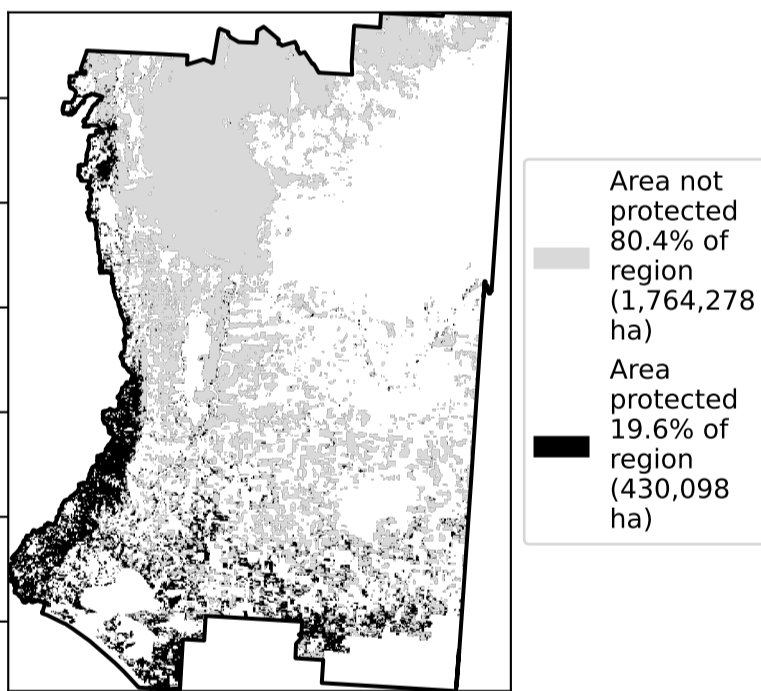 Area not
protected
80.4% of
region
(1,764,278
ha)
Area
protected
19.6% of
region
(430,098
ha)